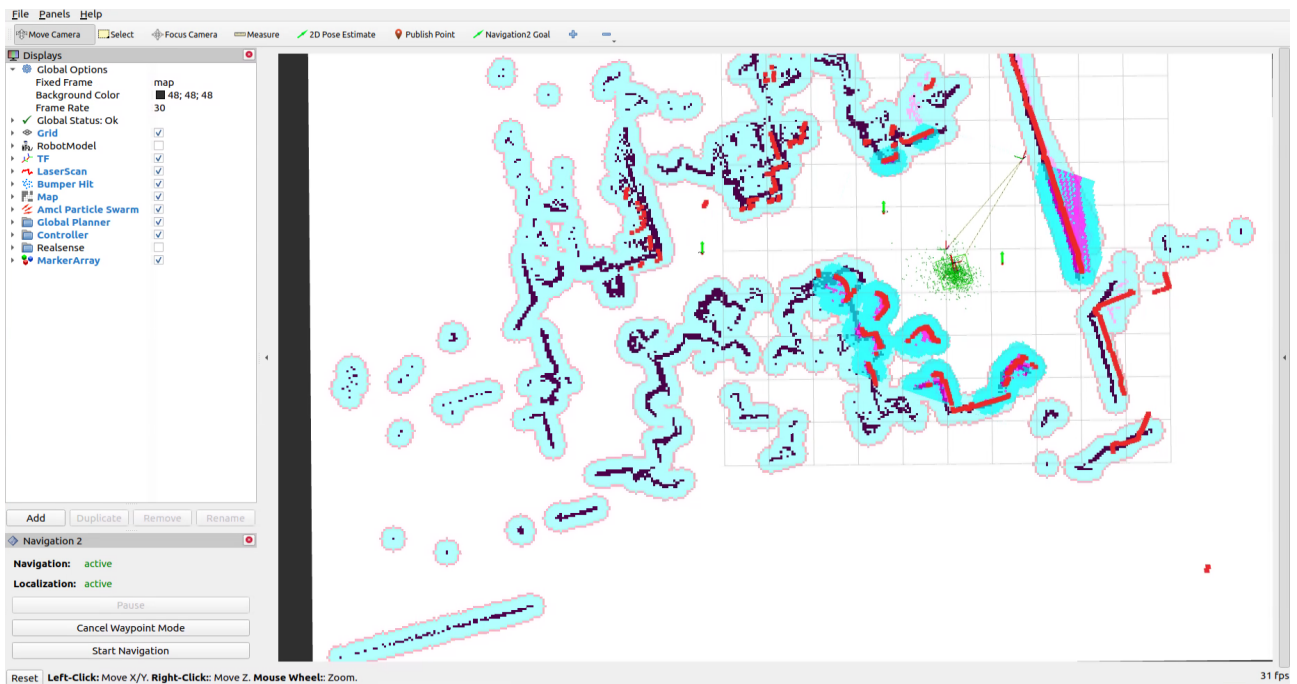 File Panels Help
Move Camera Select Focus Camera Measure 2D Pose Estimate Publish Point Navigation2 Goal
Displays
Global Options
Fixed Frame map
Background Color 48; 48; 48
Frame Rate 30
Global Status: Ok
Grid
RobotModel
TF
LaserScan
Bumper Hit
Map
Amcl Particle Swarm
Global Planner
Controller
Realsense
MarkerArray
Add Duplicate Remove Rename
Navigation 2
Navigation: active
Localization: active
Pause
Cancel Waypoint Mode
Start Navigation
Reset Left-Click: Move X/Y. Right-Click:: Move Z. Mouse Wheel:: Zoom. 31 fps